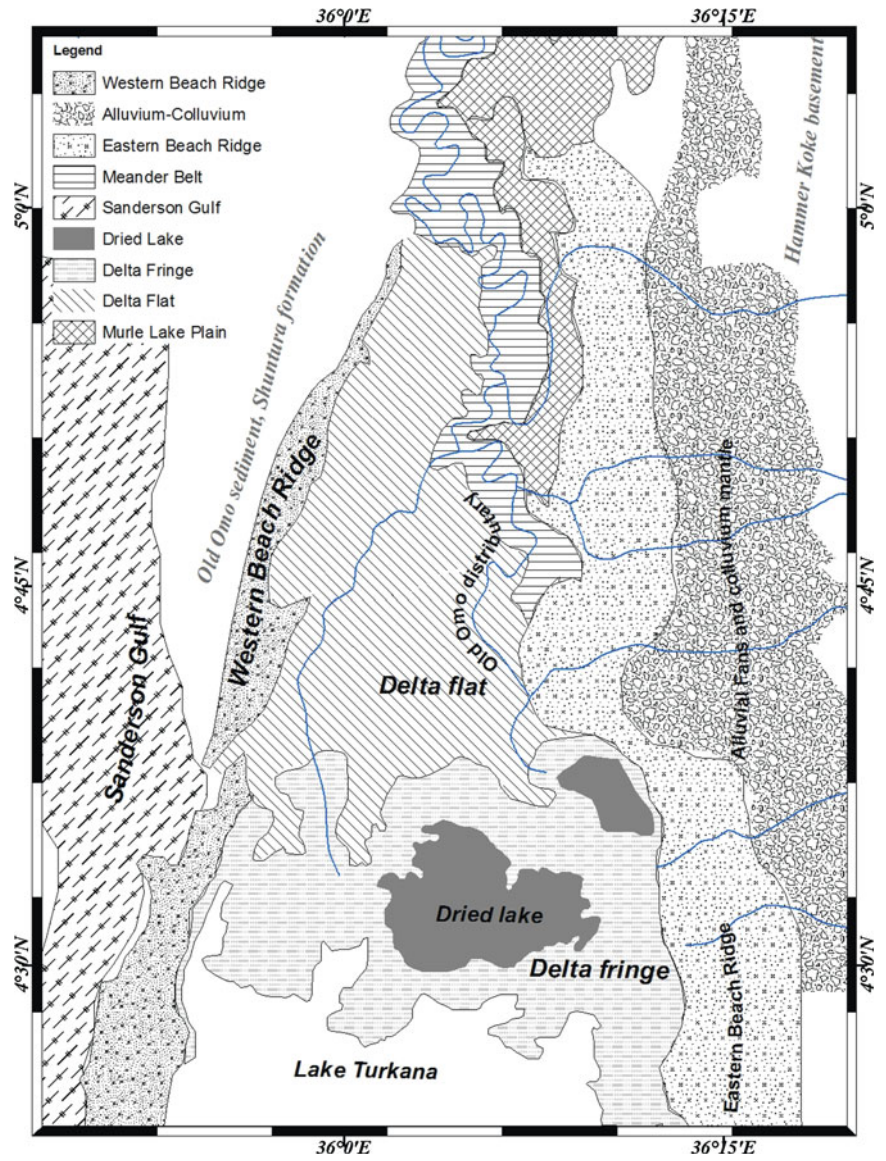 36°0'E
36°15'E
Legend
Western Beach Ridge
Alluvium-Colluvium
Eastern Beach Ridge
Meander Belt
Sanderson Gulf
Dried Lake
Delta Fringe
Delta Flat
Murle Lake Plain
Hammer Koke basement
5°0'N
5°0'N
Old Omo sediment, Shuntura formation
Western Beach Ridge
Old Omo distributary
Alluvial Fans and colluvium mantle
4°45'N
4°45'N
Sanderson Gulf
Delta flat
Dried lake
Delta fringe
4°30'N
4°30'N
Eastern Beach Ridge
Lake Turkana
36°0'E
36°15'E